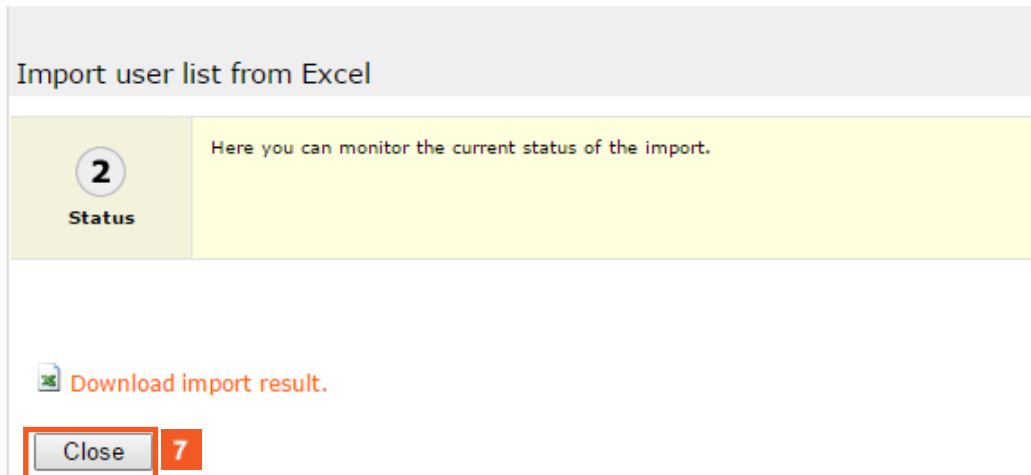 Import user list from Excel
2
Status
Here you can monitor the current status of the import.
Download import result.
Close
7